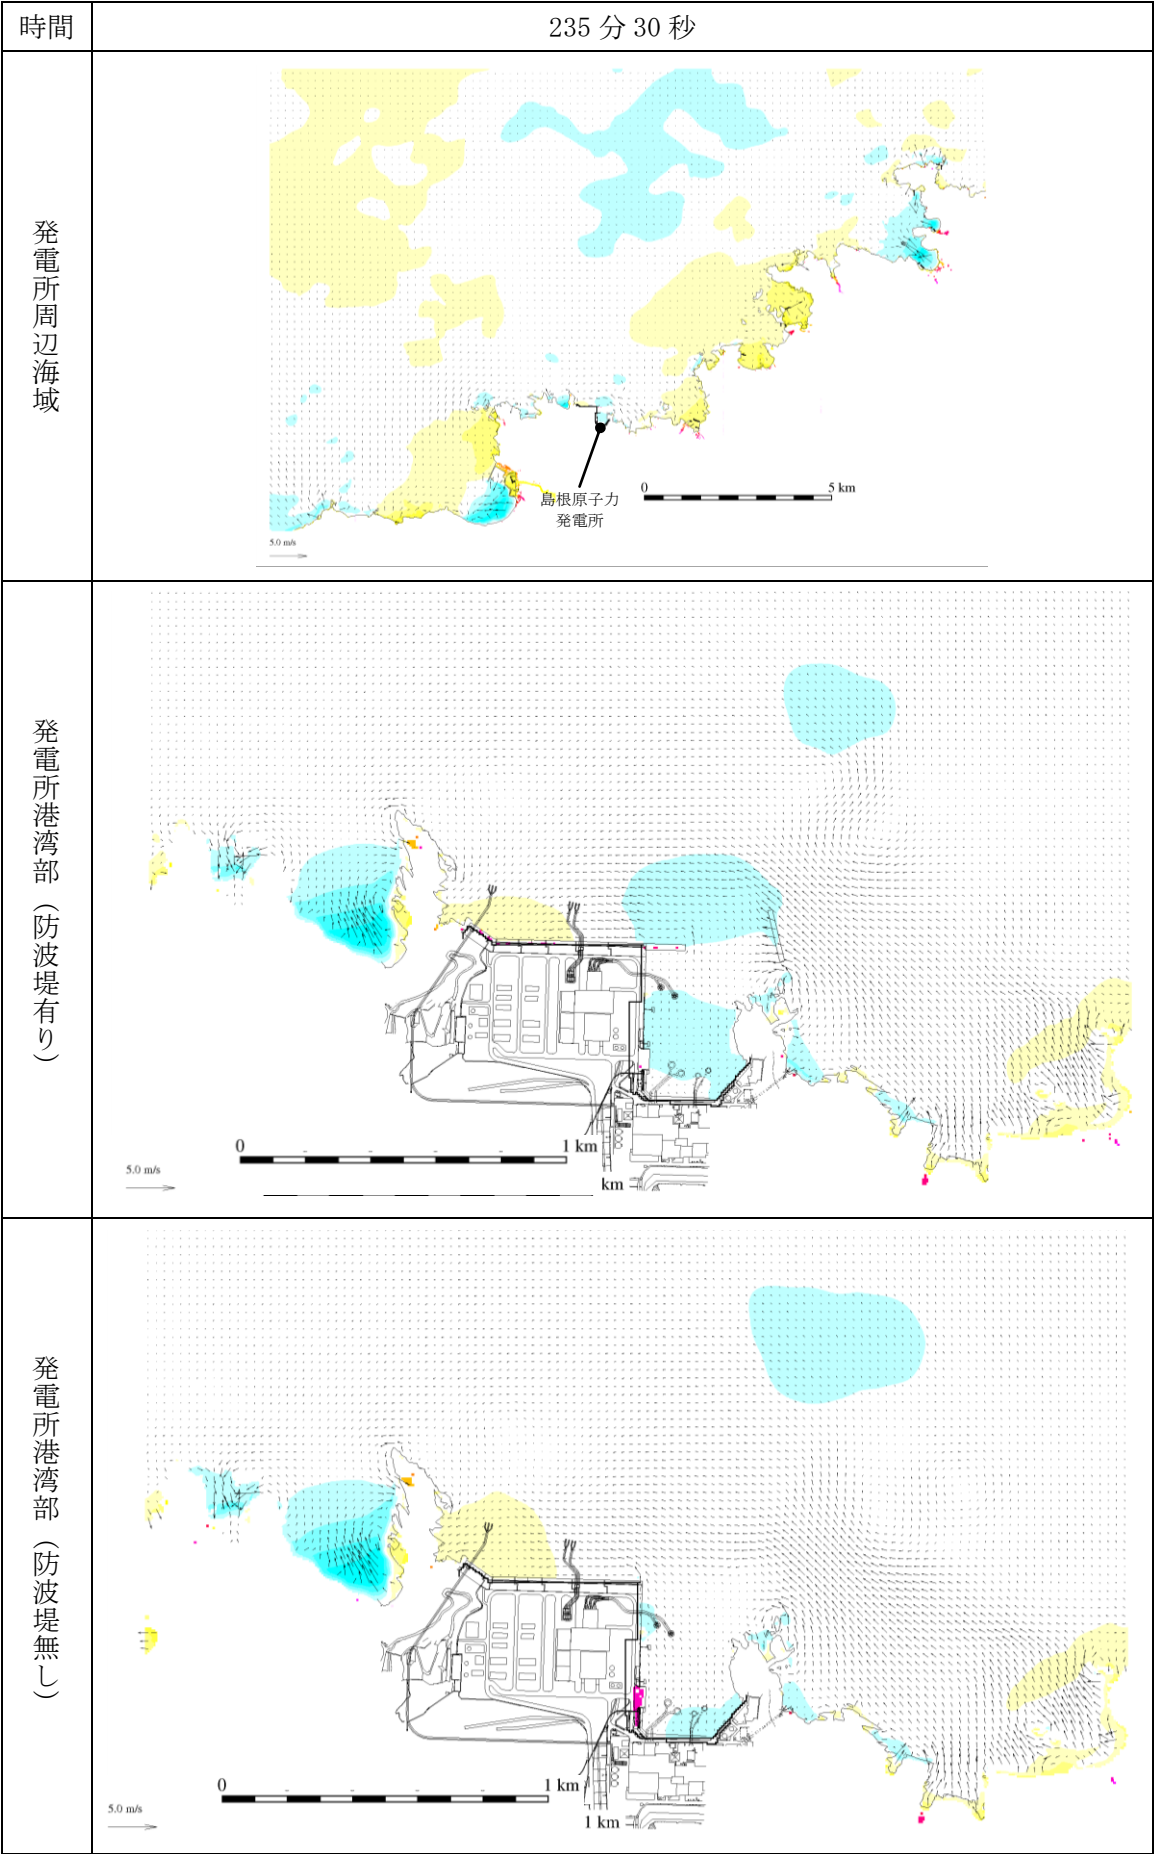 時間
235 分 30 秒
発電所周辺海域
0
5 km
島根原子力
発電所
5.0 m/s
発電所港湾部（防波堤有り）
0
1 km
5.0 m/s
km
発電所港湾部（防波堤無し）
0
1 km
5.0 m/s
1 km